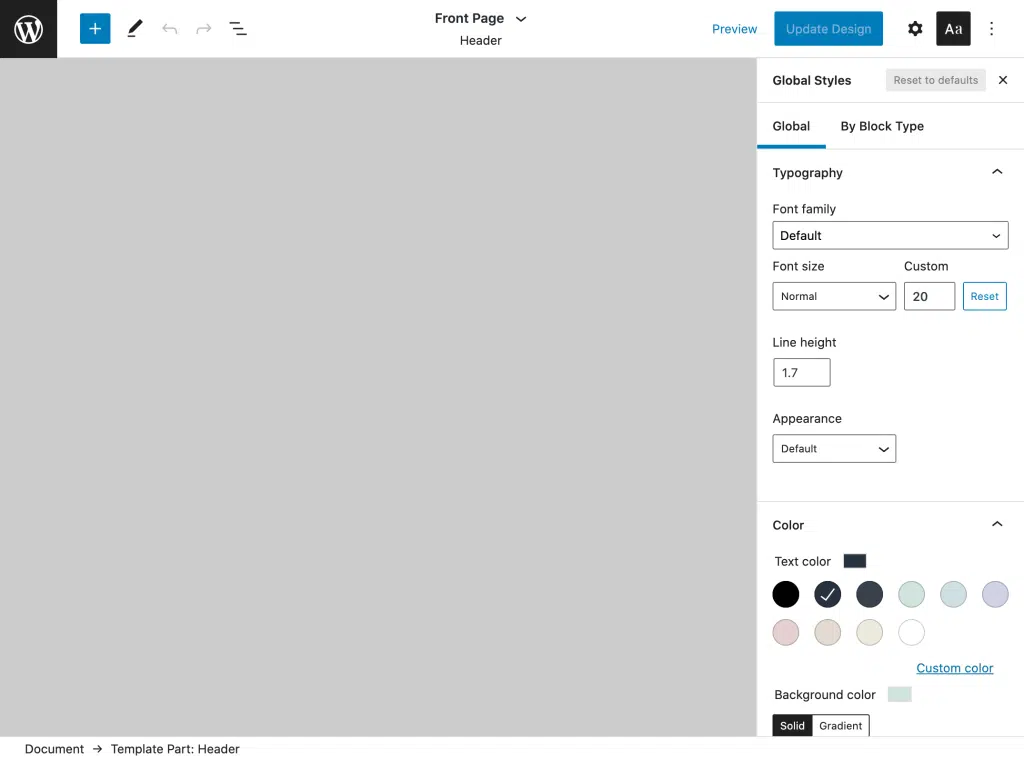 Front Page
Header
Preview
Update Design
Aa
Global Styles
Reset to defaults
Global
By Block Type
Typography
Font family
Default
Font size
Custom
Normal
20
Reset
Line height
1.7
Appearance
Default
Color
Text color
Custom color
Background color
Solid
Gradient
Document → Template Part: Header